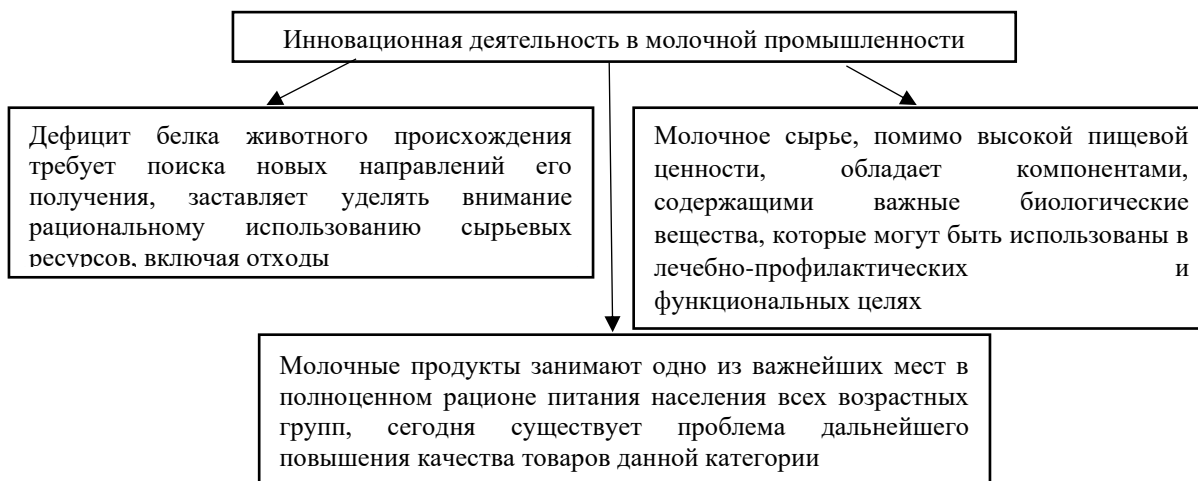 Инновационная деятельность в молочной промышленности
Дефицит белка животного происхождения
требует поиска новых направлений его
получения, заставляет уделять внимание
рациональному использованию сырьевых
ресурсов, включая отходы
Молочное сырье, помимо высокой пищевой
ценности, обладает компонентами,
содержащими важные биологические
вещества, которые могут быть использованы в
лечебно-профилактических и
функциональных целях
Молочные продукты занимают одно из важнейших мест в
полноценном рационе питания населения всех возрастных
групп, сегодня существует проблема дальнейшего
повышения качества товаров данной категории